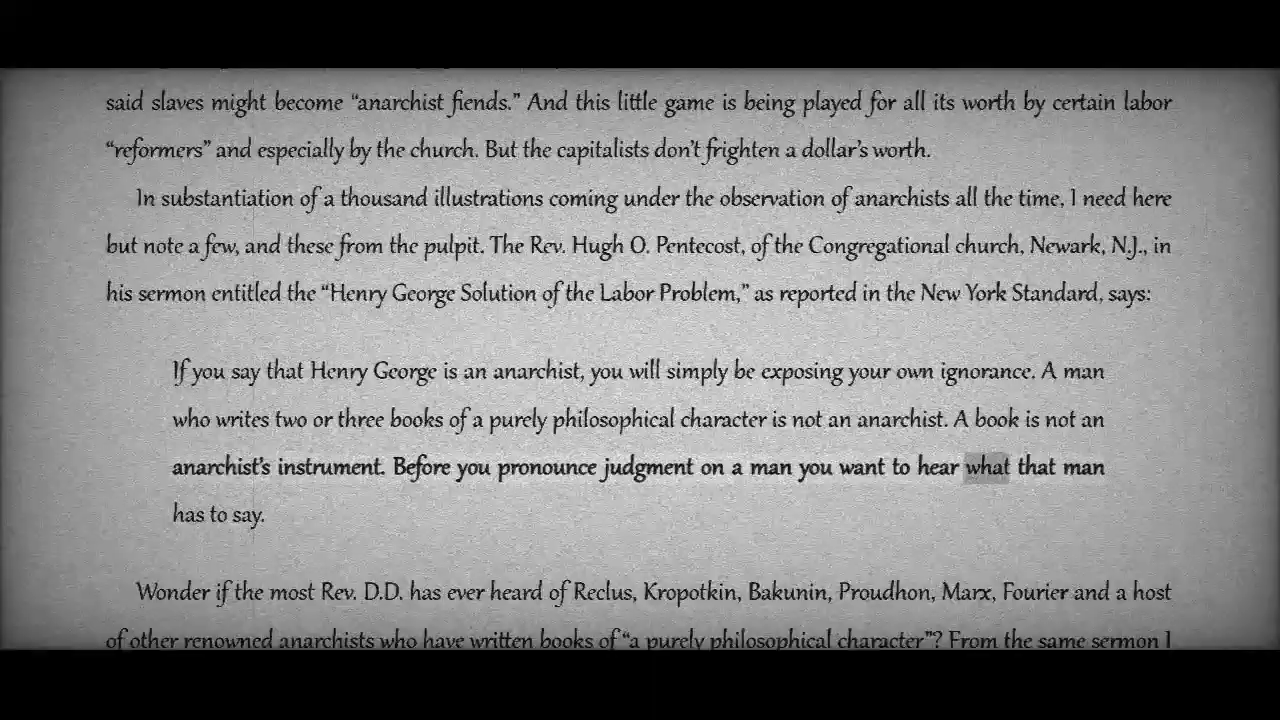 said slaves might become “anarchist fiends.” And this little game is being played for all its worth by certain labor
“reformers” and especially by the church. But the capitalists don’t frighten a dollar’s worth.
In substantiation of a thousand illustrations coming under the observation of anarchists all the time, I need here
but note a few, and these from the pulpit. The Rev. Hugh O. Pentecost, of the Congregational church, Newark, N.J., in
his sermon entitled the “Henry George Solution of the Labor Problem,” as reported in the New York Standard, says:
If you say that Henry George is an anarchist, you will simply be exposing your own ignorance. A man
who writes two or three books of a purely philosophical character is not an anarchist. A book is not an
anarchist’s instrument. Before you pronounce judgment on a man you want to hear what that man
has to say.
Wonder if the most Rev. D.D. has ever heard of Reclus, Kropotkin, Bakunin, Proudhon, Marx, Fourier and a host
of other renowned anarchists who have written books of “a purely philosophical character”? From the same sermon I